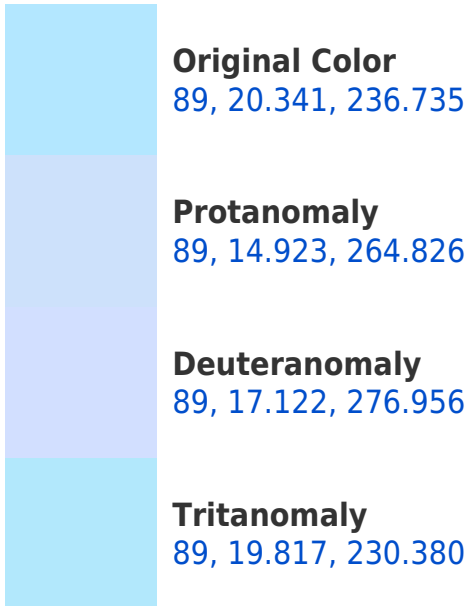 Original Color
89, 20.341, 236.735
Protanomaly
89, 14.923, 264.826
Deuteranomaly
89, 17.122, 276.956
Tritanomaly
89, 19.817, 230.380